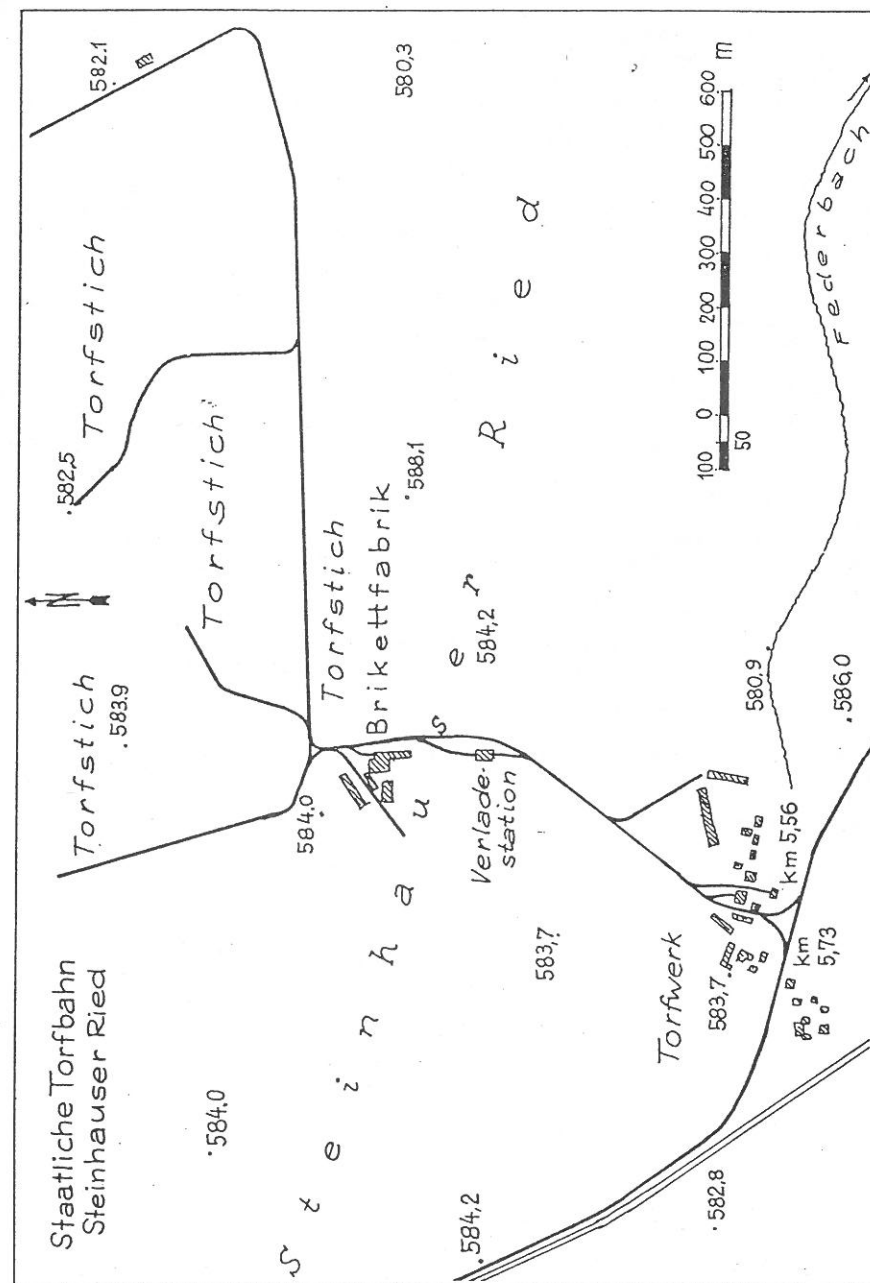 Staatliche Torfbahn
Steinhauser Ried
N
Torfstich
Torfstich
Torfstich
Torfstich
Brikettfabrik
Verlade-
station
Torfwerk
Steinhauser Ried
Federbach
km 5,56
km
5,73
582.1
580,3
582,5
583.9
584,0
588,1
584,2
584.0
583,7
583,7
584,2
582,8
580,9
586,0
100 0 100 200 300 400 500 600 m
50